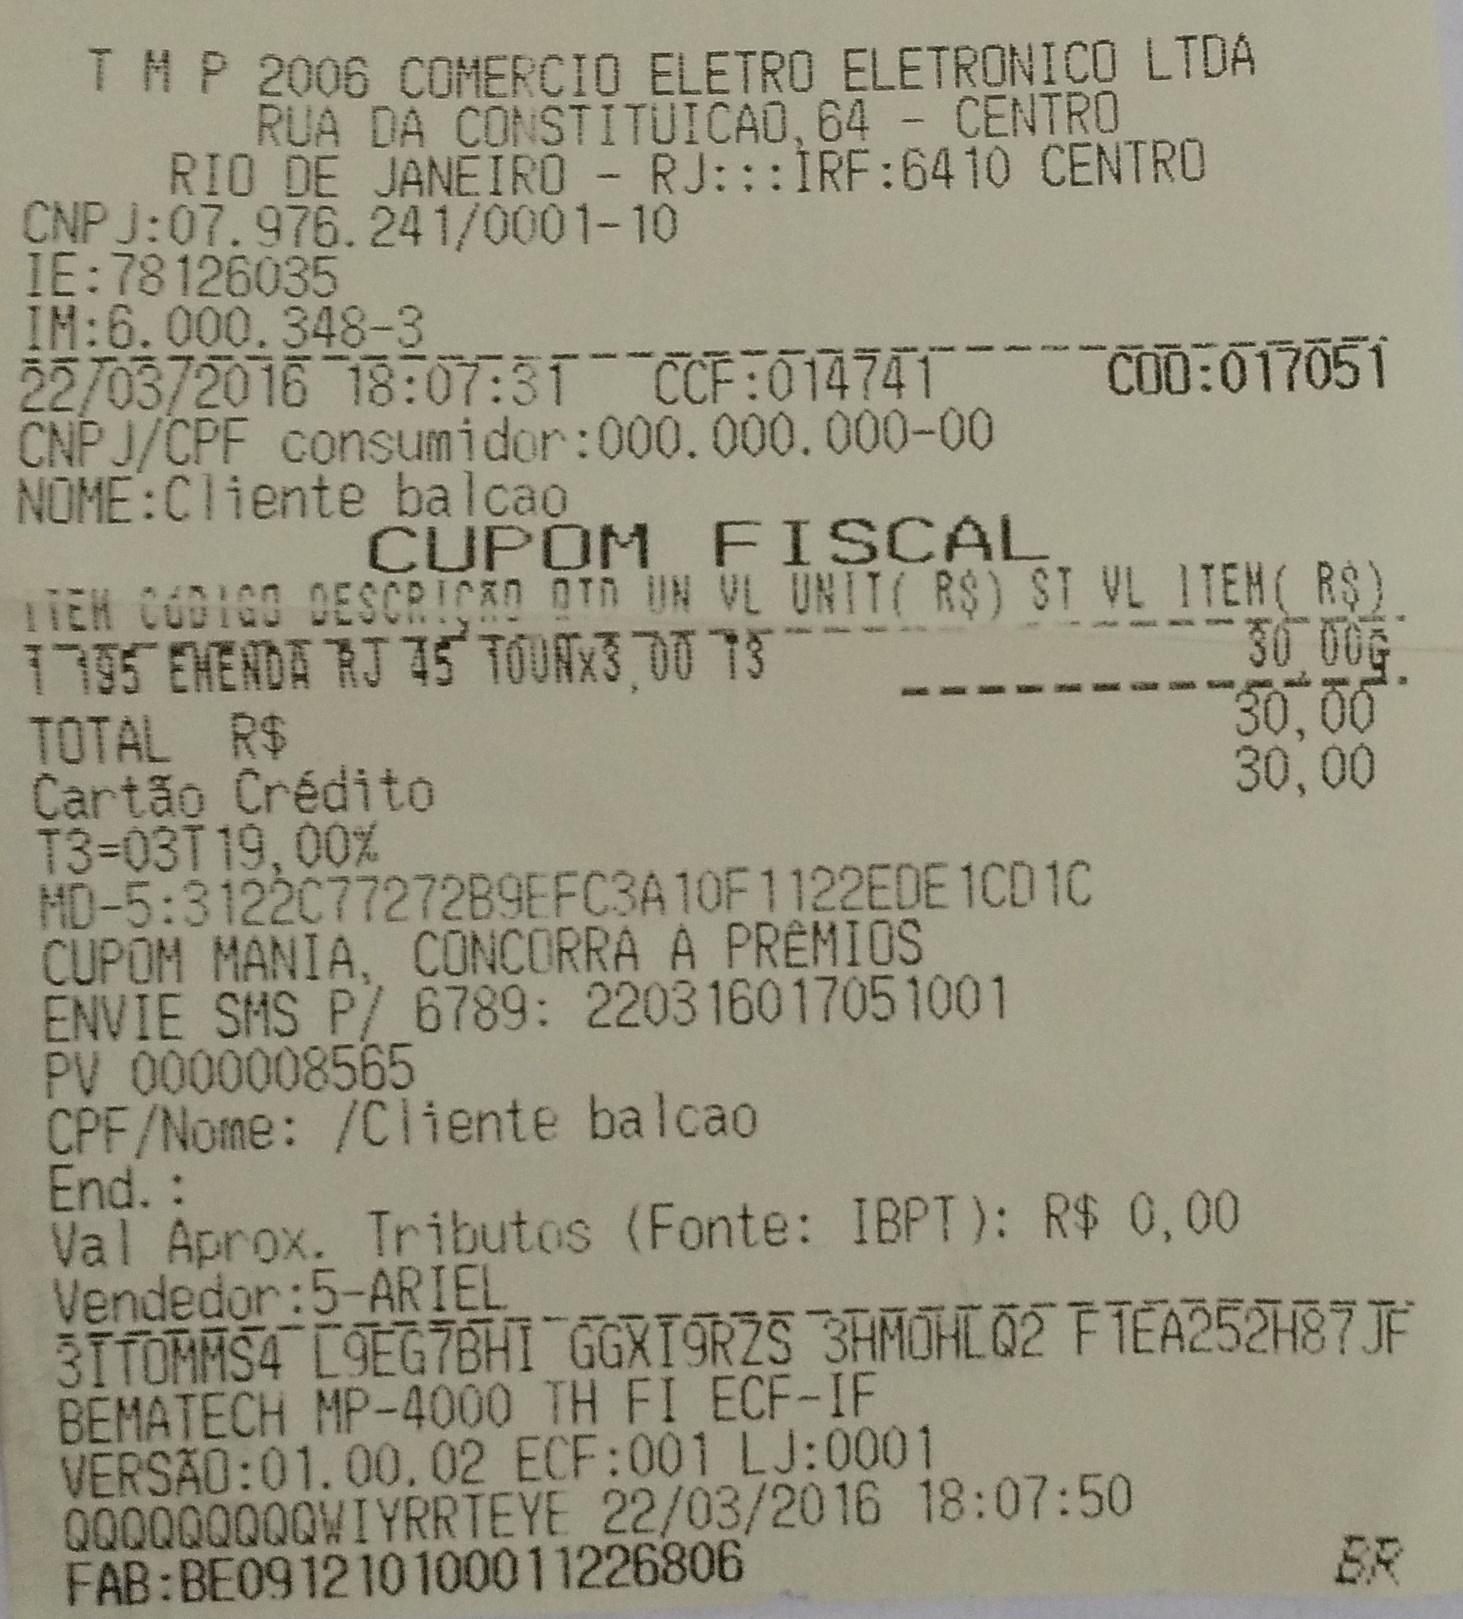 T M P 2006 COMERCIO ELETRO ELETRONICO LTDA
RUA DA CONSTITUICAO,64 - CENTRO
RIO DE JANEIRO - RJ:::IRF:6410 CENTRO
CNPJ:07.976.241/0001-10
IE:78126035
IM:6.000.348-3
22/03/2016 18:07:31 CCF:014741 COO:017051
CNPJ/CPF consumidor:000.000.000-00
NOME:Cliente balcao
CUPOM FISCAL
ITEM CÓDIGO DESCRIÇÃO QTD UN VL UNIT( R$) ST VL ITEM( R$)
1 195 EMENDA RJ 45 10UNx3,00 T3 30,00G
TOTAL R$ 30,00
Cartão Crédito 30,00
T3=03T19,00%
MD-5:3122C77272B9EFC3A10F1122EDE1CD1C
CUPOM MANIA, CONCORRA A PRÊMIOS
ENVIE SMS P/ 6789: 220316017051001
PV 0000008565
CPF/Nome: /Cliente balcao
End.:
Val Aprox. Tributos (Fonte: IBPT): R$ 0,00
Vendedor:5-ARIEL
3ITOMMS4 L9EG7BHI GGXI9RZS 3HM0HLQ2 F1EA252H87JF
BEMATECH MP-4000 TH FI ECF-IF
VERSÃO:01.00.02 ECF:001 LJ:0001
QQQQQQQQQWIYRRTEYE 22/03/2016 18:07:50
FAB:BE091210100011226806 BR